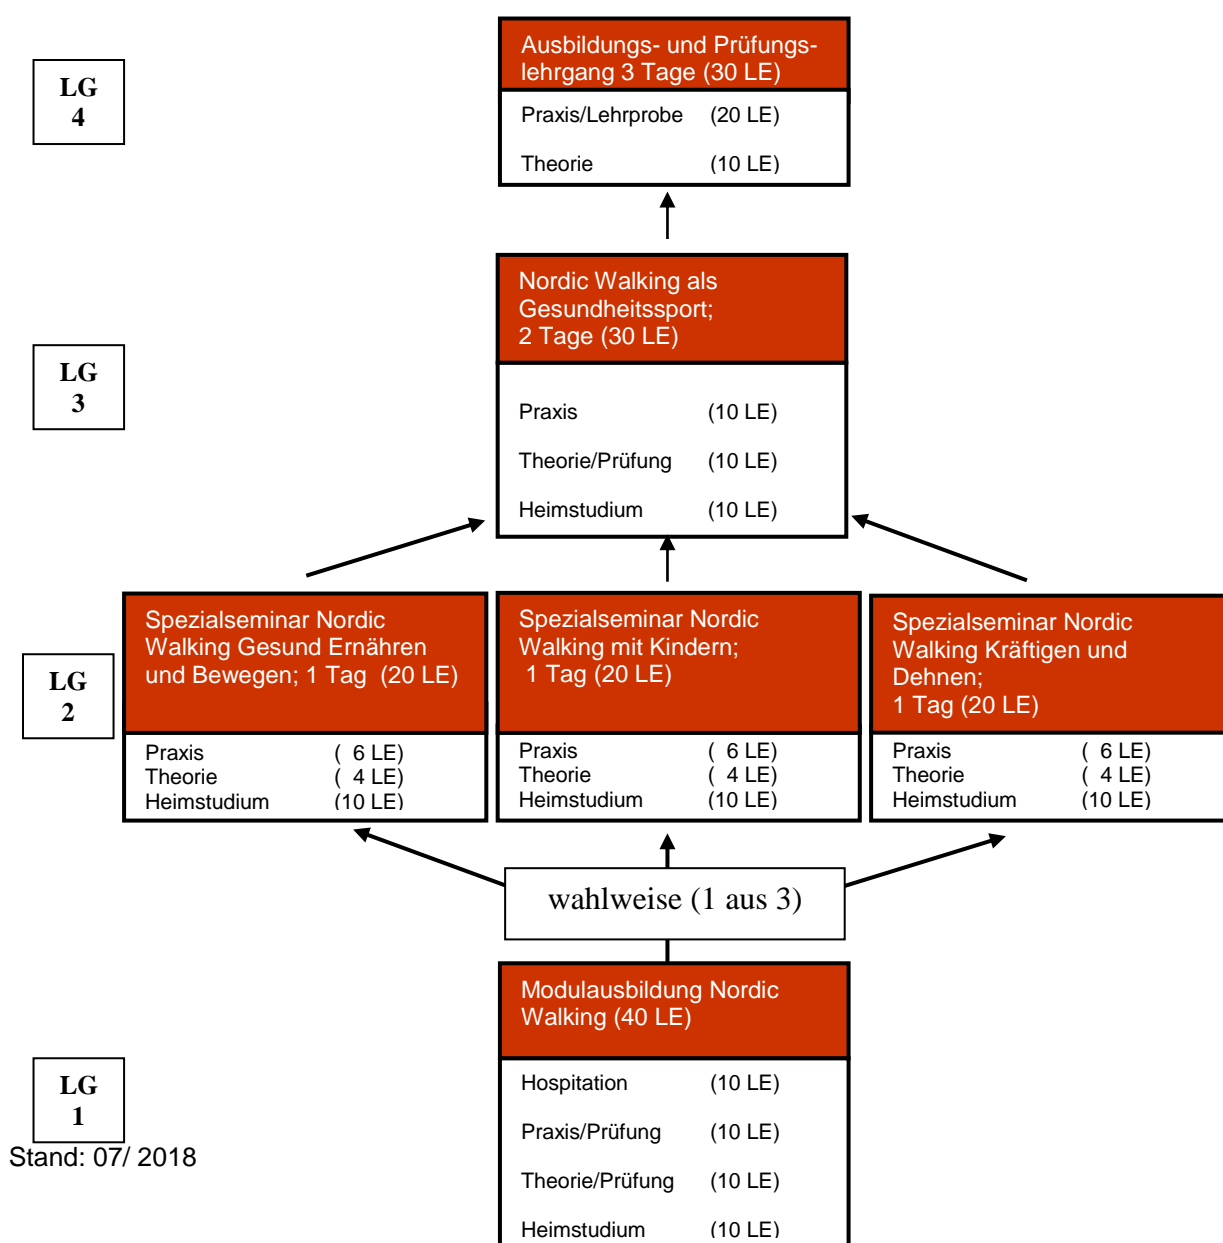 Ausbildungs- und Prüfungs-
lehrgang 3 Tage (30 LE)
LG
4
Praxis/Lehrprobe (20 LE)
Theorie (10 LE)
Nordic Walking als
Gesundheitssport;
2 Tage (30 LE)
LG
3
Praxis (10 LE)
Theorie/Prüfung (10 LE)
Heimstudium (10 LE)
LG
2
Spezialseminar Nordic
Walking Gesund Ernähren
und Bewegen; 1 Tag (20 LE)
Praxis ( 6 LE)
Theorie ( 4 LE)
Heimstudium (10 LE)
Spezialseminar Nordic
Walking mit Kindern;
1 Tag (20 LE)
Praxis ( 6 LE)
Theorie ( 4 LE)
Heimstudium (10 LE)
Spezialseminar Nordic
Walking Kräftigen und
Dehnen;
1 Tag (20 LE)
Praxis ( 6 LE)
Theorie ( 4 LE)
Heimstudium (10 LE)
wahlweise (1 aus 3)
Modulausbildung Nordic
Walking (40 LE)
LG
1
Hospitation (10 LE)
Praxis/Prüfung (10 LE)
Theorie/Prüfung (10 LE)
Heimstudium (10 LE)
Stand: 07/ 2018